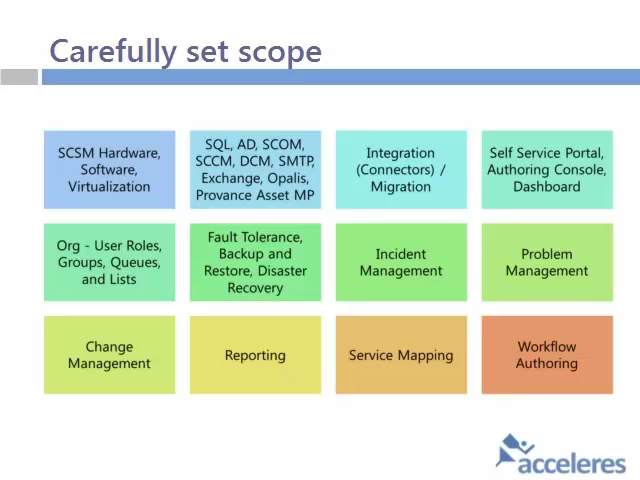 Carefully set scope
SCSM Hardware,
Software,
Virtualization
SQL, AD, SCOM,
SCCM, DCM, SMTP,
Exchange, Opalis,
Provance Asset MP
Integration
(Connectors) /
Migration
Self Service Portal,
Authoring Console,
Dashboard
Org - User Roles,
Groups, Queues,
and Lists
Fault Tolerance,
Backup and
Restore, Disaster
Recovery
Incident
Management
Problem
Management
Change
Management
Reporting
Service Mapping
Workflow
Authoring
acceleres